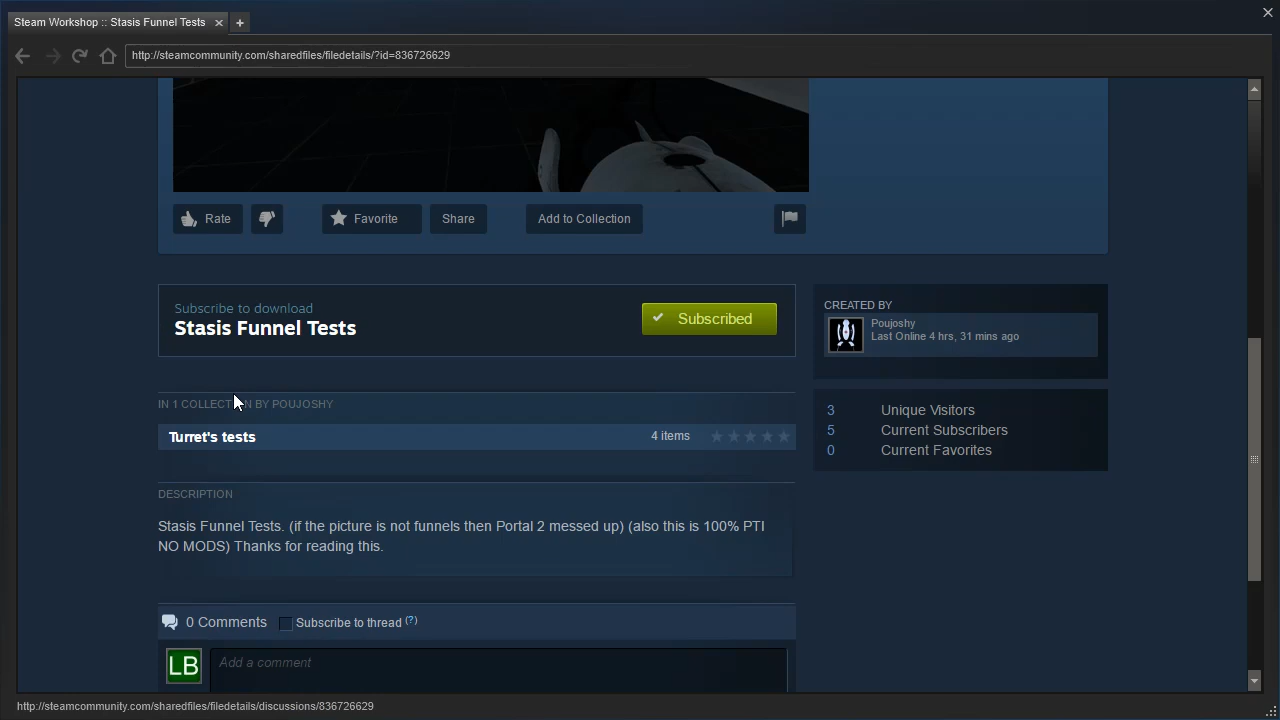 Steam Workshop :: Stasis Funnel Tests
http://steamcommunity.com/sharedfiles/filedetails/?id=836726629
Rate
Favorite
Share
Add to Collection
Subscribe to download
Stasis Funnel Tests
Subscribed
CREATED BY
Poujoshy
Last Online 4 hrs, 31 mins ago
IN 1 COLLECTION BY POUJOSHY
Turret's tests
4 items
3 Unique Visitors
5 Current Subscribers
0 Current Favorites
DESCRIPTION
Stasis Funnel Tests. (if the picture is not funnels then Portal 2 messed up) (also this is 100% PTI
NO MODS) Thanks for reading this.
0 Comments
Subscribe to thread (?)
LB
Add a comment
http://steamcommunity.com/sharedfiles/filedetails/discussions/836726629